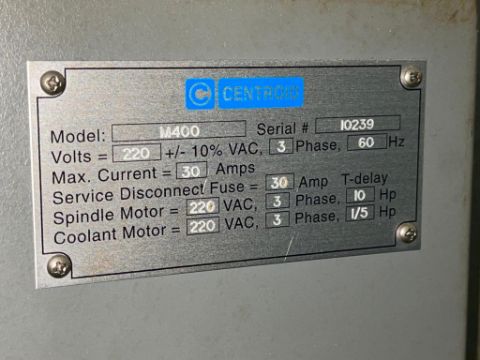 CENTROID
Model: M400 Serial # 10239
Volts = 220 +/- 10% VAC, 3 Phase, 60 Hz
Max. Current = 30 Amps
Service Disconnect Fuse = 30 Amp T-delay
Spindle Motor = 220 VAC, 3 Phase, 10 Hp
Coolant Motor = 220 VAC, 3 Phase, 1/5 Hp